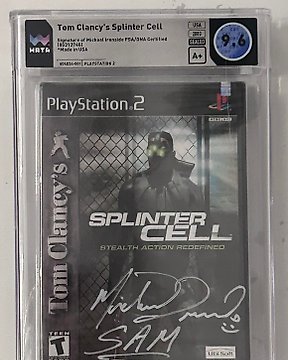 WATA
Tom Clancy's Splinter Cell
Signature of Michael Ironside PSA/DNA Certified
*Made in USA
PLAYSTATION 2
USA
SEALED
9.6
A+
PlayStation 2
Tom Clancy's
SPLINTER
CELL
STEALTH ACTION REDEFINED
SAM
TEEN
T